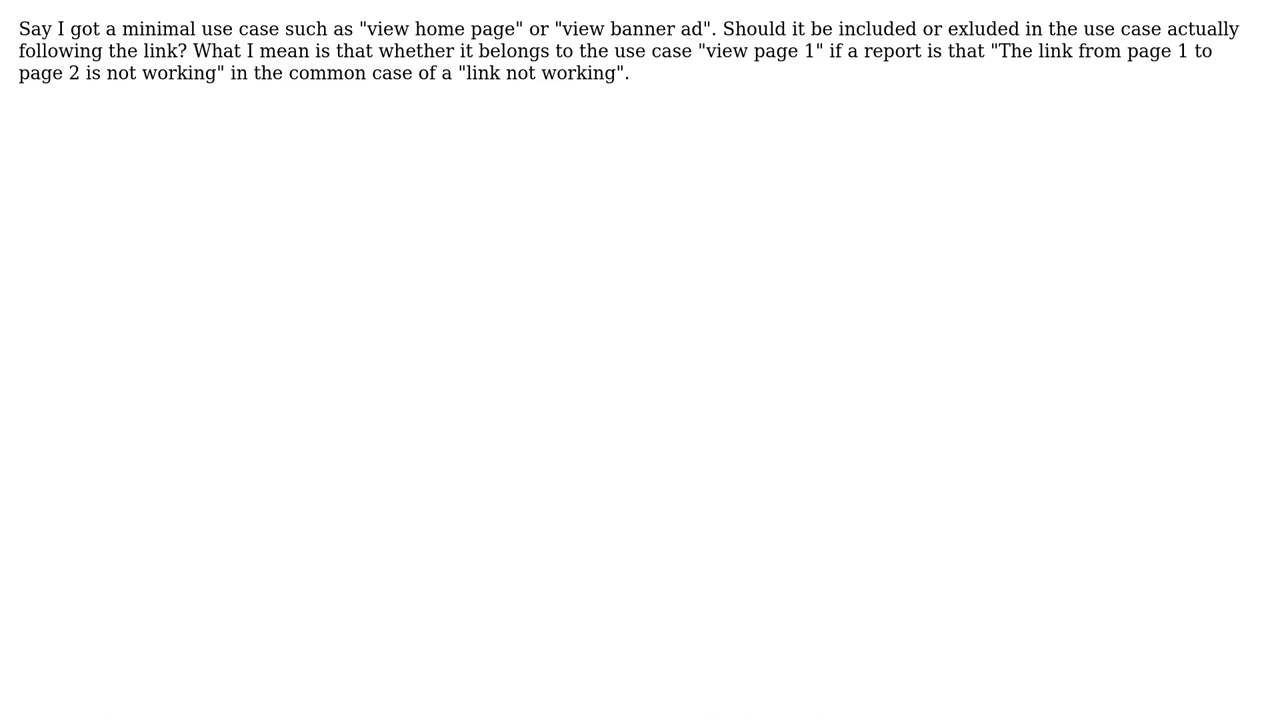 Say I got a minimal use case such as "view home page" or "view banner ad". Should it be included or exluded in the use case actually
following the link? What I mean is that whether it belongs to the use case "view page 1" if a report is that "The link from page 1 to
page 2 is not working" in the common case of a "link not working".